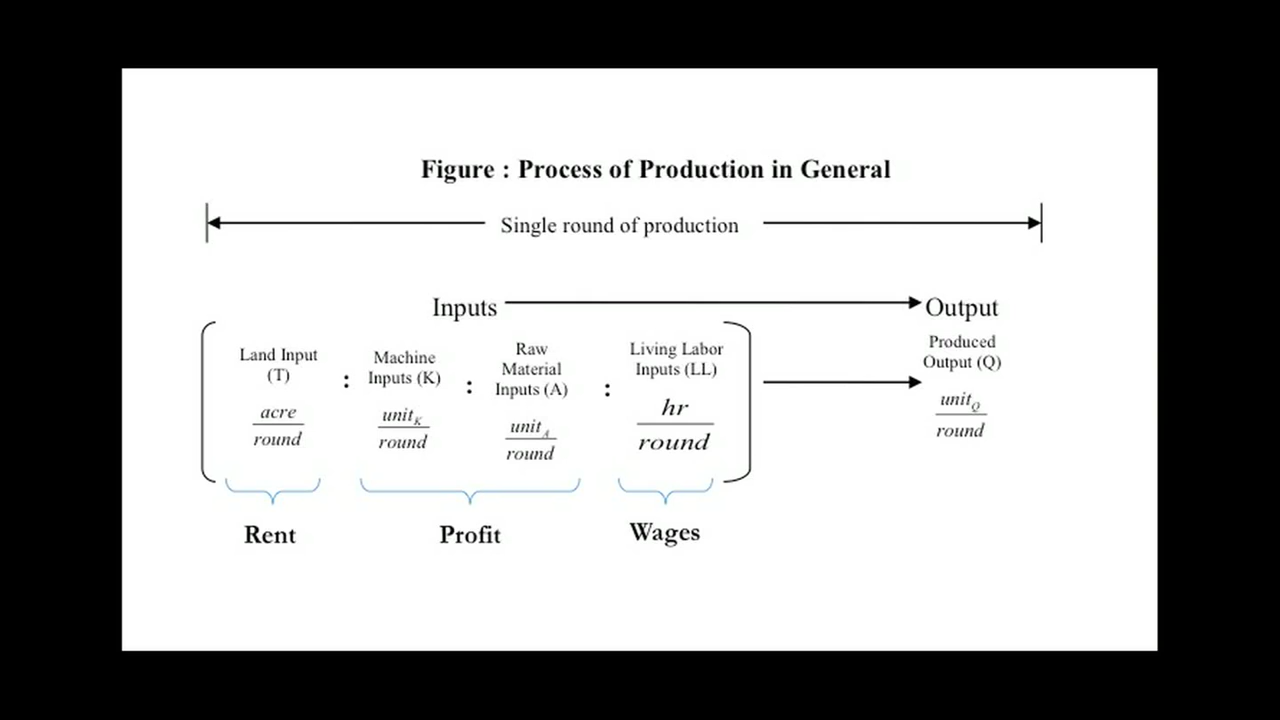 Figure : Process of Production in General
Single round of production
Inputs
Output
Land Input
(T)
acre
round
:
Machine
Inputs (K)
unit_K
round
:
Raw
Material
Inputs (A)
unit_A
round
:
Living Labor
Inputs (LL)
hr
round
Produced
Output (Q)
unit_Q
round
Rent
Profit
Wages